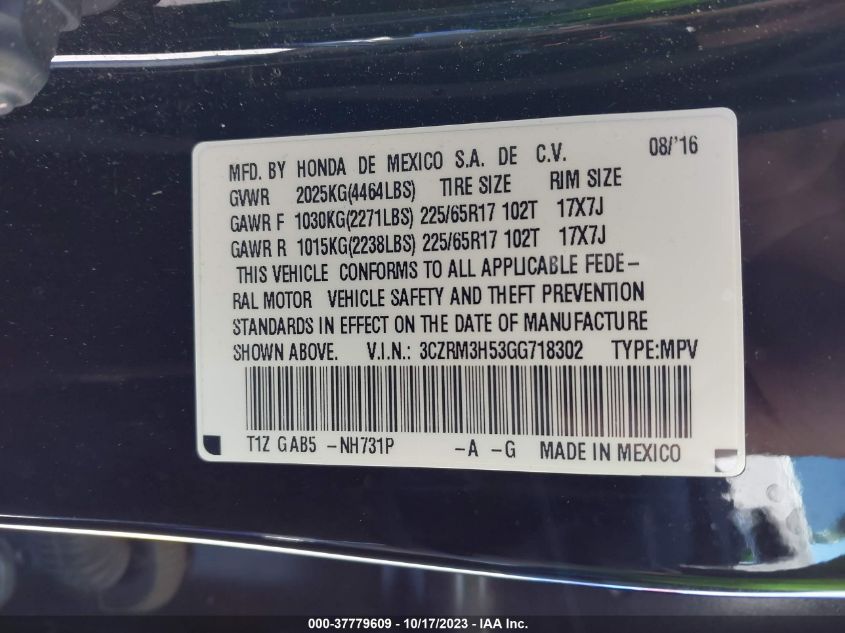 MFD. BY HONDA DE MEXICO S.A. DE C.V. 08/'16
GVWR 2025KG(4464LBS) TIRE SIZE RIM SIZE
GAWR F 1030KG(2271LBS) 225/65R17 102T 17X7J
GAWR R 1015KG(2238LBS) 225/65R17 102T 17X7J
THIS VEHICLE CONFORMS TO ALL APPLICABLE FEDE-
RAL MOTOR VEHICLE SAFETY AND THEFT PREVENTION
STANDARDS IN EFFECT ON THE DATE OF MANUFACTURE
SHOWN ABOVE. V.I.N.: 3CZRM3H53GG718302 TYPE:MPV
T1Z GAB5 -NH731P -A -G MADE IN MEXICO
000-37779609 - 10/17/2023 - IAA Inc.